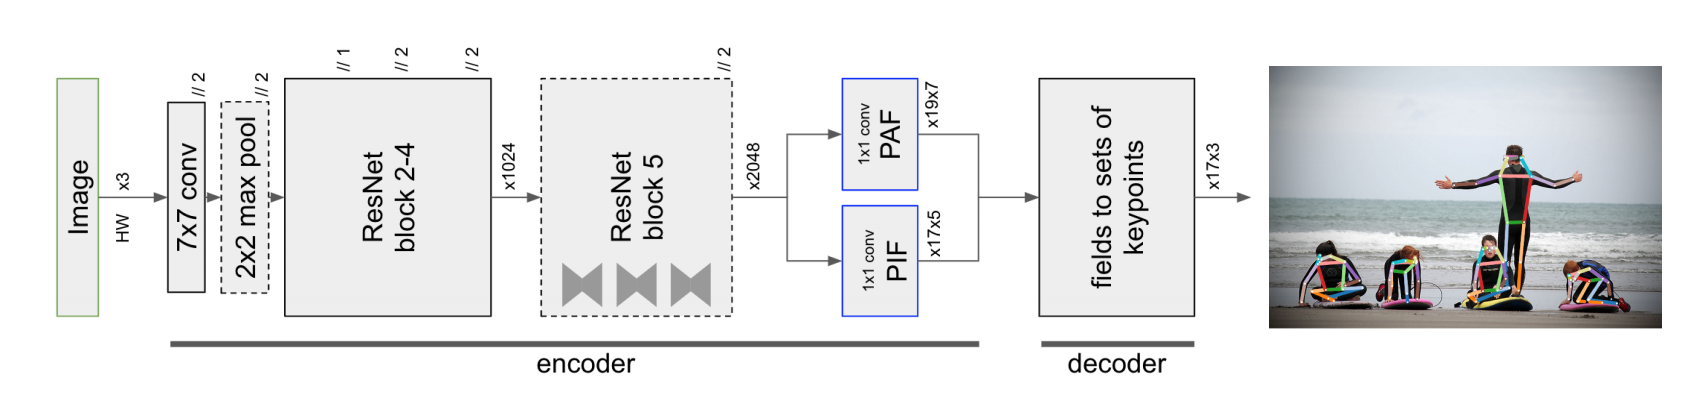 Image
x3
HW
7x7 conv
// 2
2x2 max pool
// 2
ResNet
block 2-4
// 1
// 2
// 2
x1024
ResNet
block 5
// 2
x2048
1x1 conv
PAF
x19x7
1x1 conv
PIF
x17x5
fields to sets of
keypoints
x17x3
encoder
decoder